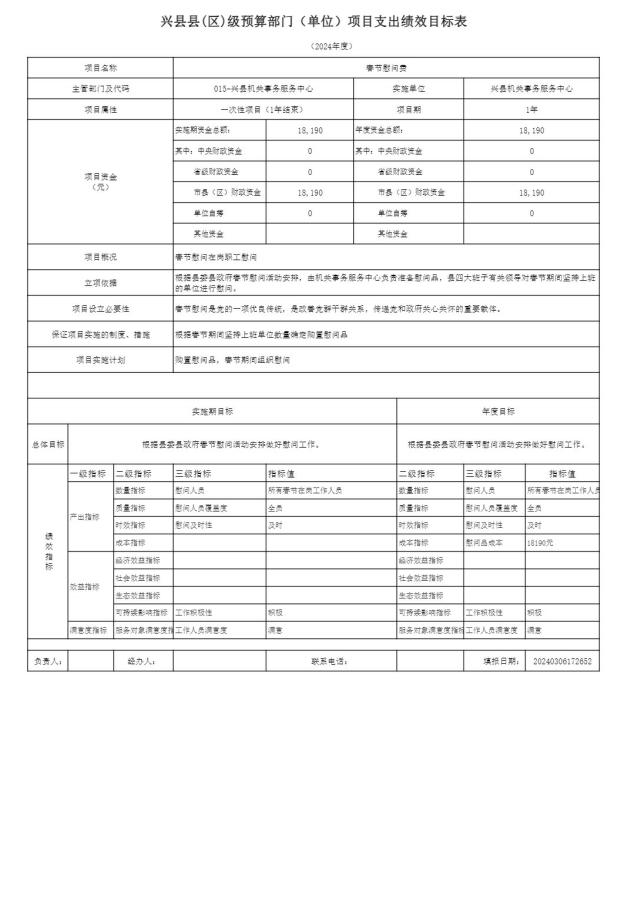 兴县县(区)级预算部门（单位）项目支出绩效目标表
（2024年度）
项目名称 春节慰问费
主管部门及代码 015-兴县机关事务服务中心 实施单位 兴县机关事务服务中心
项目属性 一次性项目（1年结束） 项目期 1年
项目资金
（元）
实施期资金总额： 18,190 年度资金总额： 18,190
其中：中央财政资金 0 其中：中央财政资金 0
省级财政资金 0 省级财政资金 0
市县（区）财政资金 18,190 市县（区）财政资金 18,190
单位自筹 0 单位自筹 0
其他资金 其他资金
项目概况 春节慰问在岗职工慰问
立项依据 根据县委县政府春节慰问活动安排，由机关事务服务中心负责准备慰问品，县四大班子有关领导对春节期间坚持上班
的单位进行慰问。
项目设立必要性 春节慰问是党的一项优良传统，是改善党群干群关系，传递党和政府关心关怀的重要载体。
保证项目实施的制度、措施 根据春节期间坚持上班单位数量确定购置慰问品
项目实施计划 购置慰问品，春节期间组织慰问
实施期目标 年度目标
总体目标 根据县委县政府春节慰问活动安排做好慰问工作。 根据县委县政府春节慰问活动安排做好慰问工作。
绩效指标
一级指标 二级指标 三级指标 指标值 二级指标 三级指标 指标值
产出指标 数量指标 慰问人员 所有春节在岗工作人员 数量指标 慰问人员 所有春节在岗工作人员
质量指标 慰问人员覆盖度 全员 质量指标 慰问人员覆盖度 全员
时效指标 慰问及时性 及时 时效指标 慰问及时性 及时
成本指标 成本指标 慰问品成本 18190元
效益指标 经济效益指标 经济效益指标
社会效益指标 社会效益指标
生态效益指标 生态效益指标
可持续影响指标 工作积极性 积极 可持续影响指标 工作积极性 积极
满意度指标 服务对象满意度指标 工作人员满意度 满意 服务对象满意度指标 工作人员满意度 满意
负责人： 经办人： 联系电话： 填报日期： 20240306172652